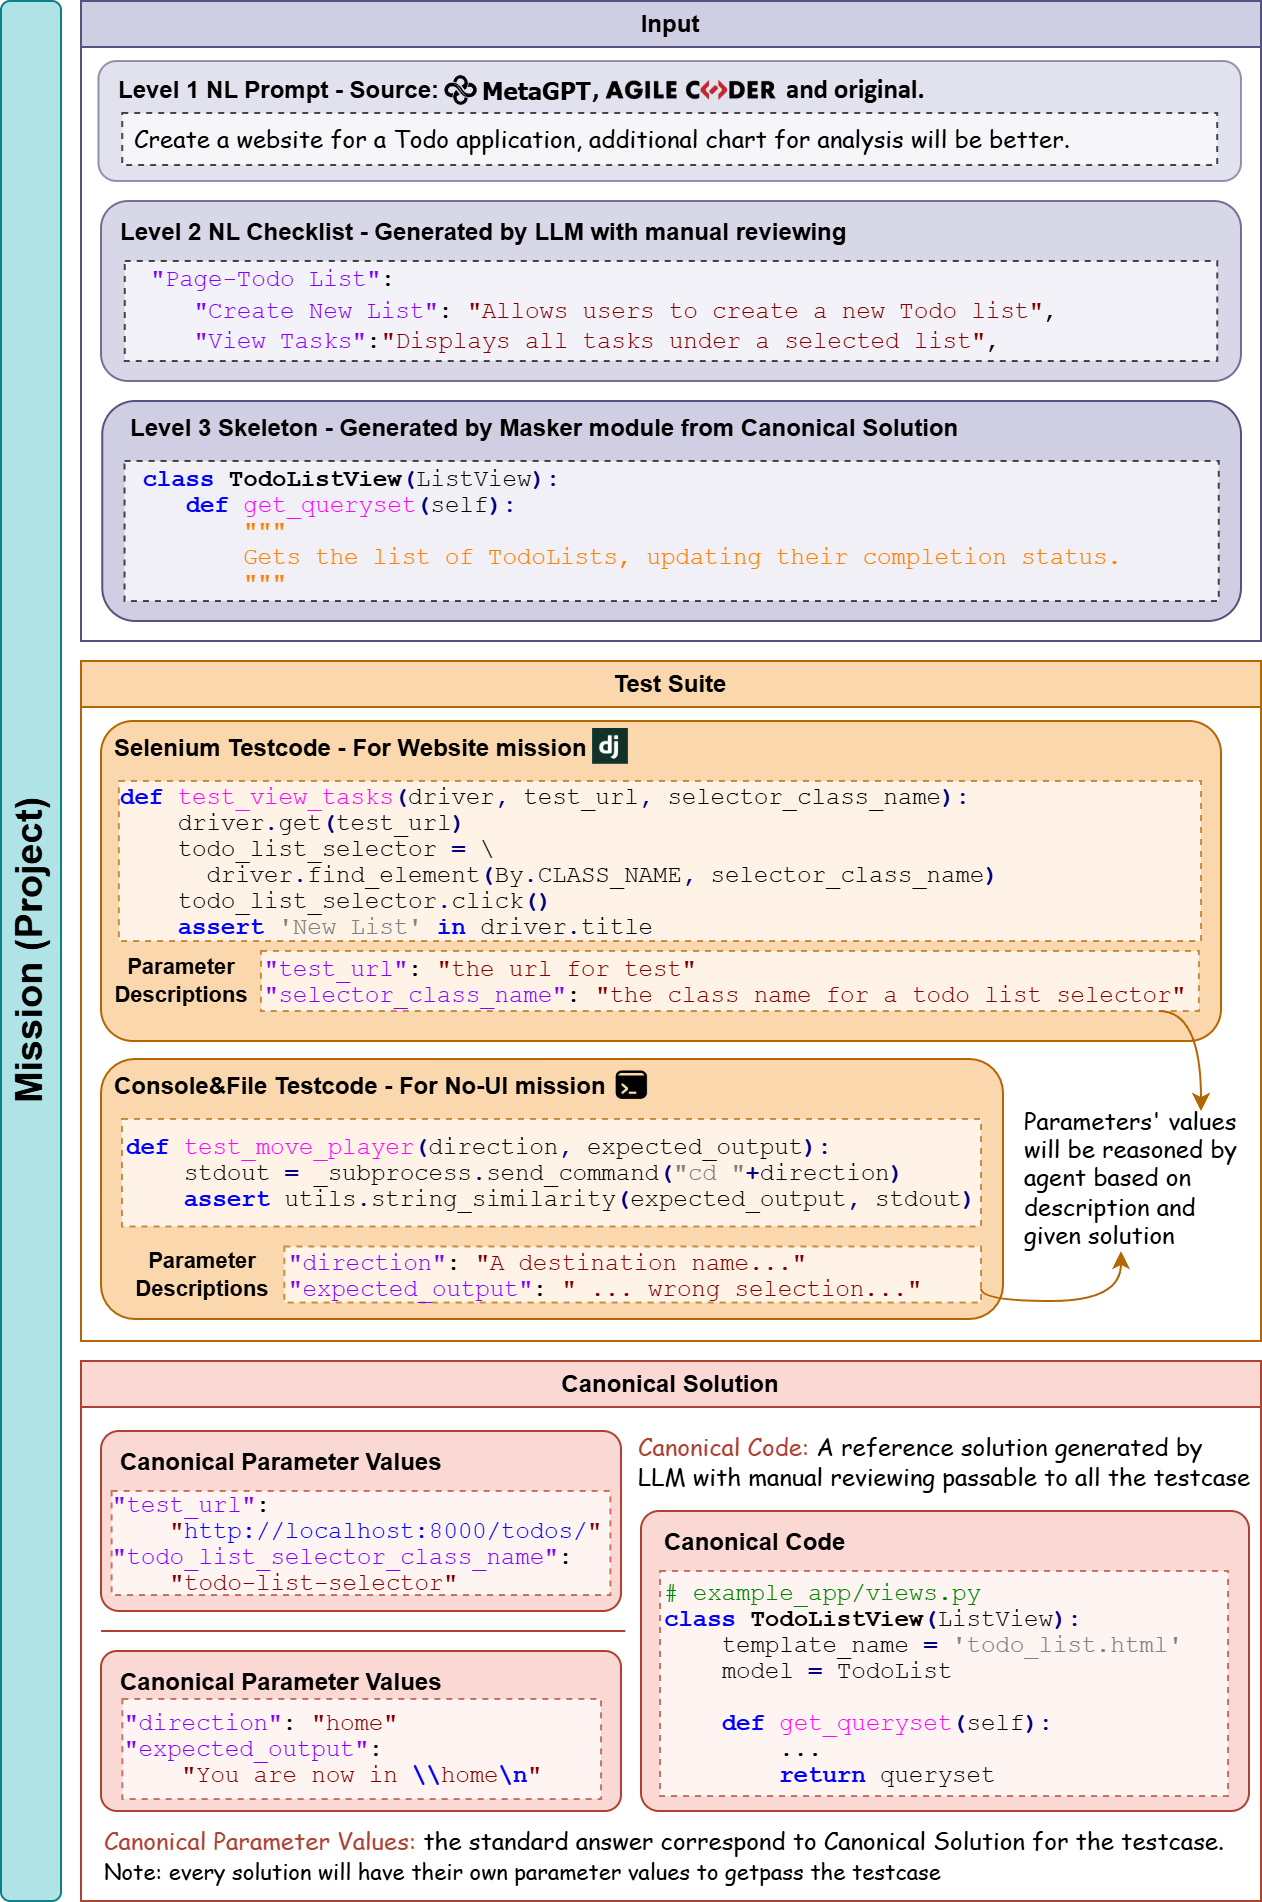 Mission (Project)
Input
Level 1 NL Prompt - Source: MetaGPT, AGILE C</>DER and original.
Create a website for a Todo application, additional chart for analysis will be better.
Level 2 NL Checklist - Generated by LLM with manual reviewing
"Page-Todo List":
"Create New List": "Allows users to create a new Todo list",
"View Tasks":"Displays all tasks under a selected list",
Level 3 Skeleton - Generated by Masker module from Canonical Solution
class TodoListView(ListView):
def get_queryset(self):
"""
Gets the list of TodoLists, updating their completion status.
"""
Test Suite
Selenium Testcode - For Website mission dj
def test_view_tasks(driver, test_url, selector_class_name):
driver.get(test_url)
todo_list_selector = \
driver.find_element(By.CLASS_NAME, selector_class_name)
todo_list_selector.click()
assert 'New List' in driver.title
Parameter
Descriptions
"test_url": "the url for test"
"selector_class_name": "the class name for a todo list selector"
Console&File Testcode - For No-UI mission
def test_move_player(direction, expected_output):
stdout = _subprocess.send_command("cd "+direction)
assert utils.string_similarity(expected_output, stdout)
Parameter
Descriptions
"direction": "A destination name..."
"expected_output": " ... wrong selection..."
Parameters' values
will be reasoned by
agent based on
description and
given solution
Canonical Solution
Canonical Parameter Values
"test_url":
"http://localhost:8000/todos/"
"todo_list_selector_class_name":
"todo-list-selector"
Canonical Parameter Values
"direction": "home"
"expected_output":
"You are now in \\home\n"
Canonical Code: A reference solution generated by
LLM with manual reviewing passable to all the testcase
Canonical Code
# example_app/views.py
class TodoListView(ListView):
template_name = 'todo_list.html'
model = TodoList
def get_queryset(self):
...
return queryset
Canonical Parameter Values: the standard answer correspond to Canonical Solution for the testcase.
Note: every solution will have their own parameter values to getpass the testcase